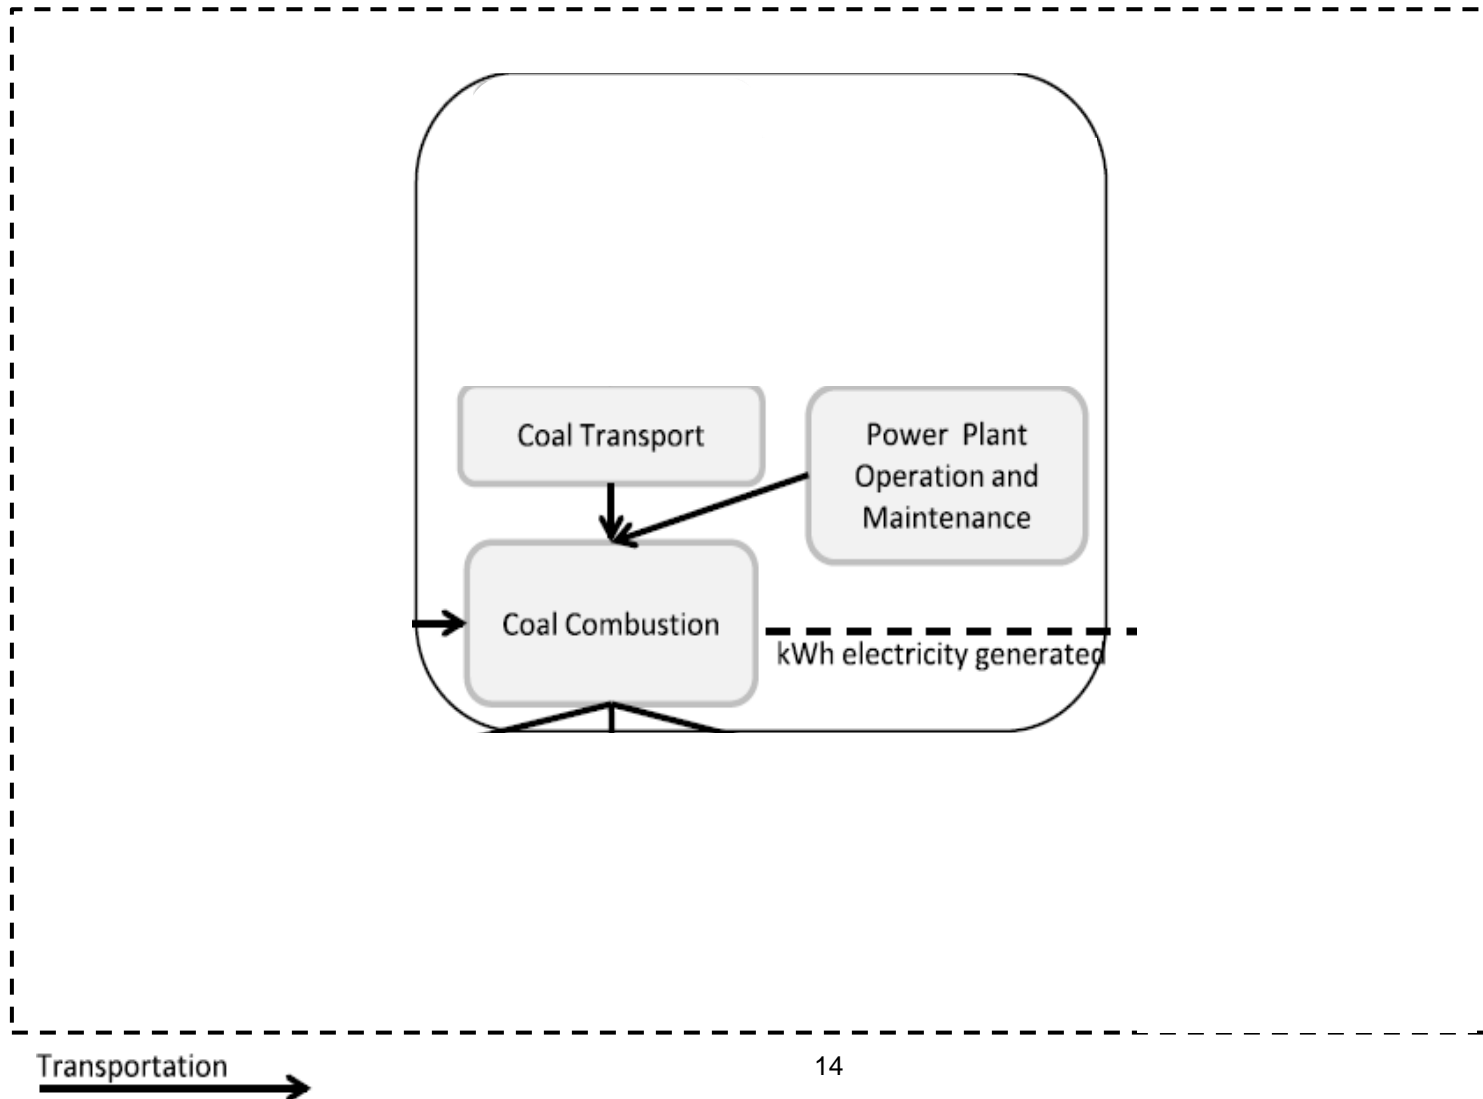 Coal Transport
Power Plant
Operation and
Maintenance
Coal Combustion
kWh electricity generated
Transportation
14